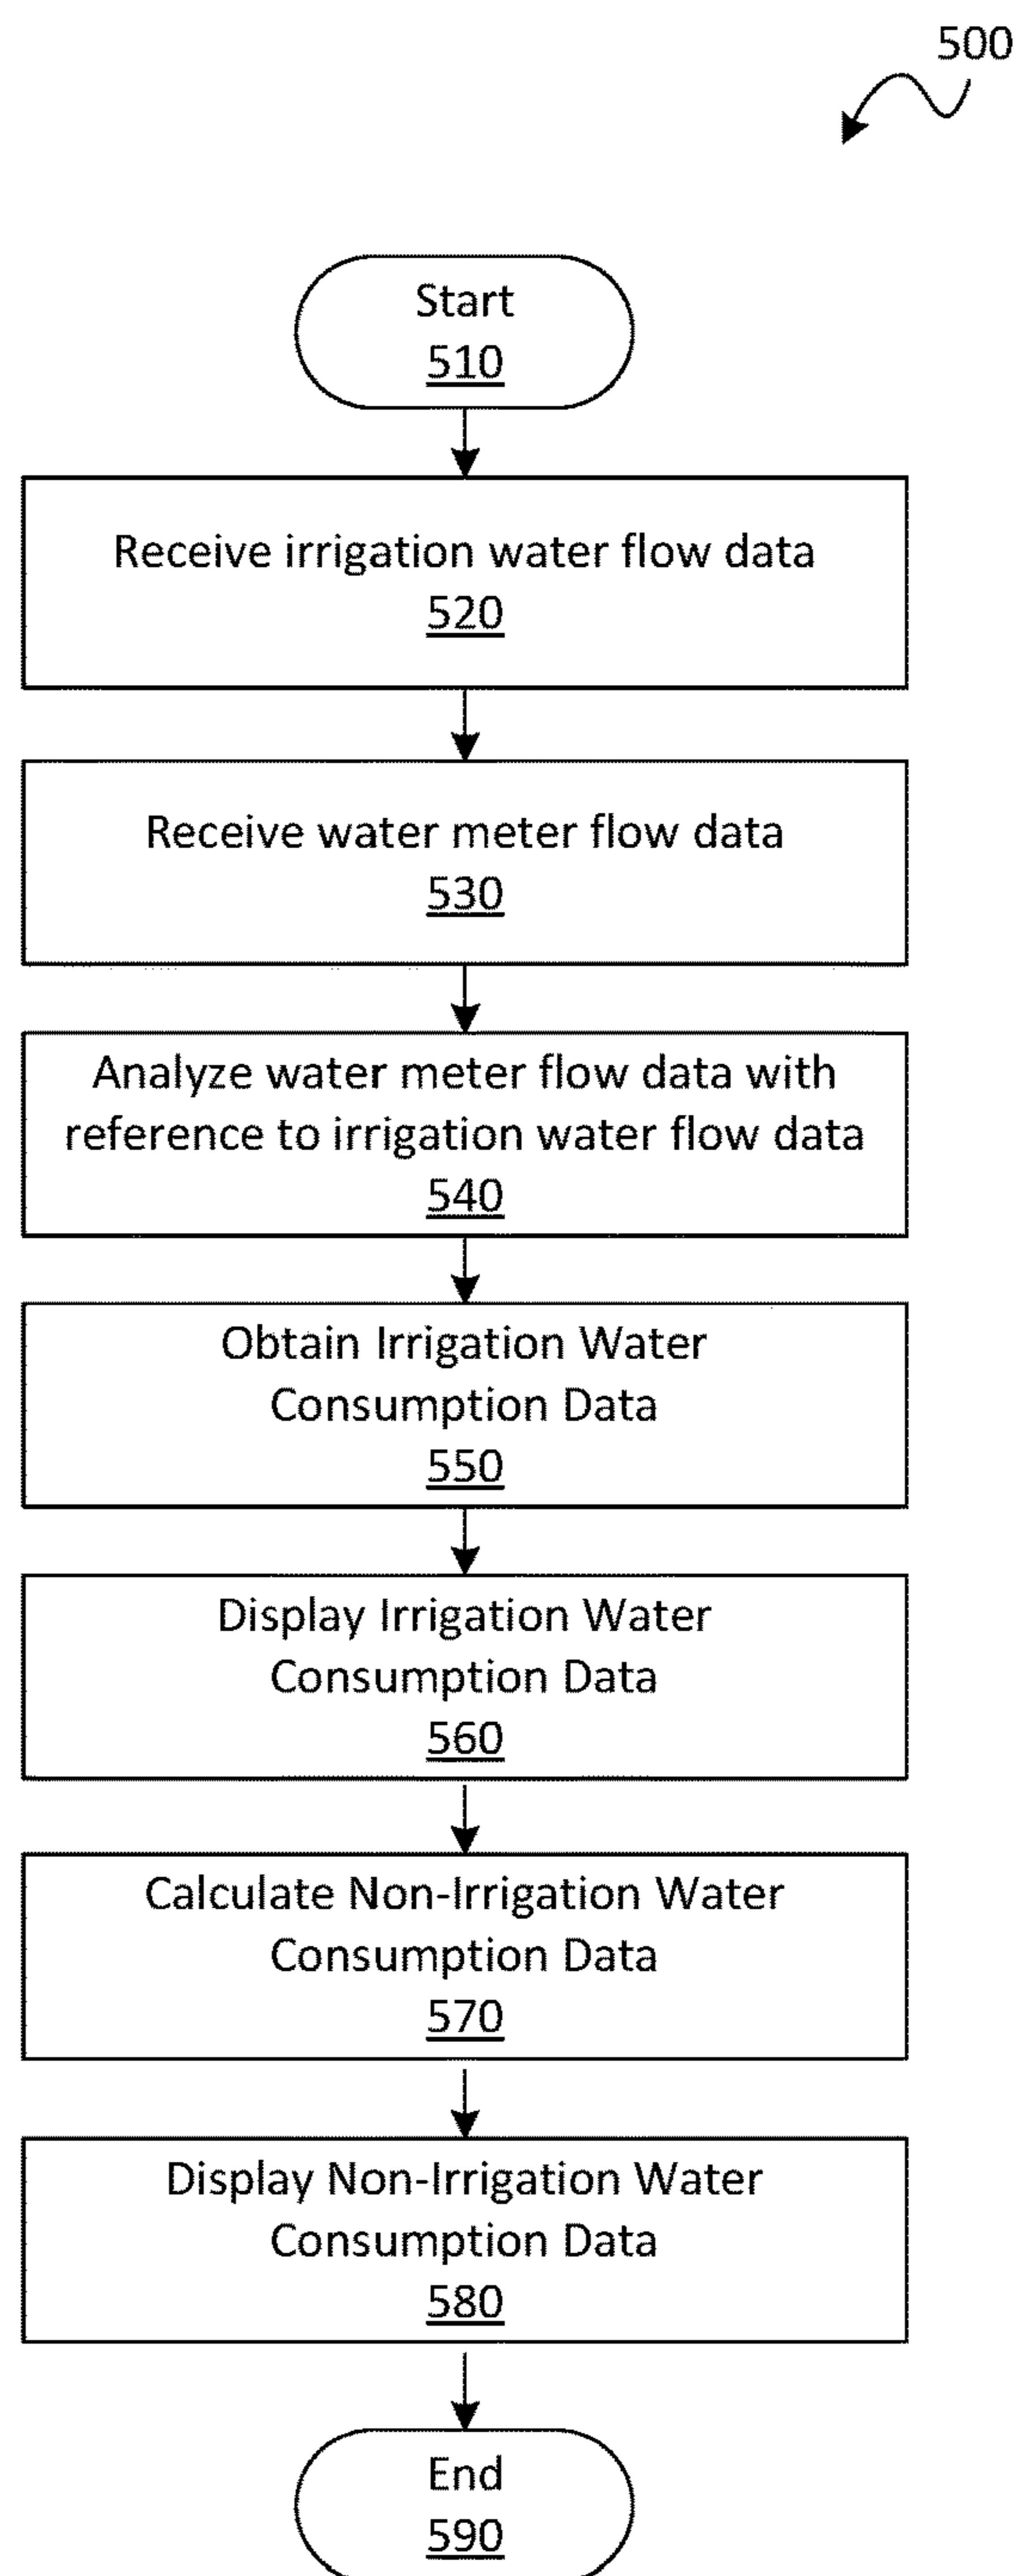 500
Start
510
Receive irrigation water flow data
520
Receive water meter flow data
530
Analyze water meter flow data with
reference to irrigation water flow data
540
Obtain Irrigation Water
Consumption Data
550
Display Irrigation Water
Consumption Data
560
Calculate Non-Irrigation Water
Consumption Data
570
Display Non-Irrigation Water
Consumption Data
580
End
590